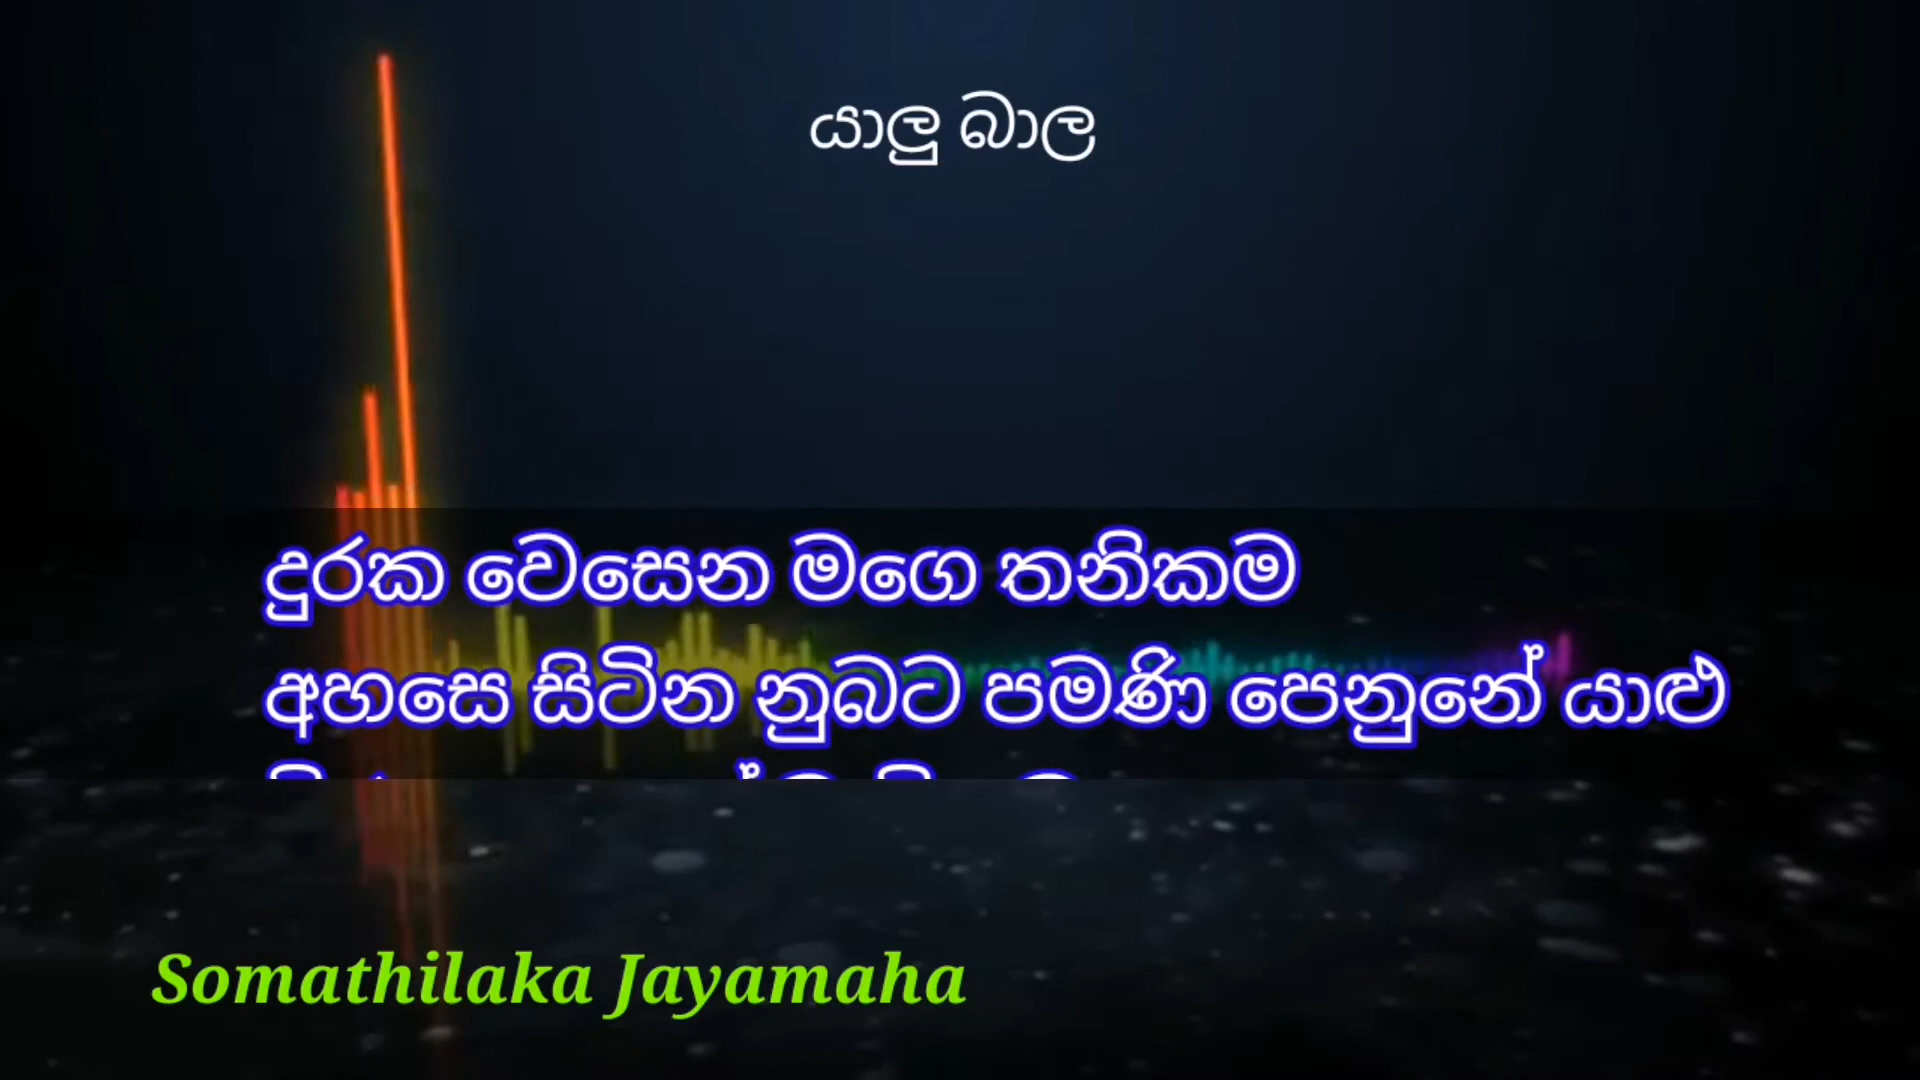 යාලු බාල
දුරක වෙසෙන මගෙ තනිකම
අහසෙ සිටින නුබට පමණි පෙනුනේ යාළු
Somathilaka Jayamaha